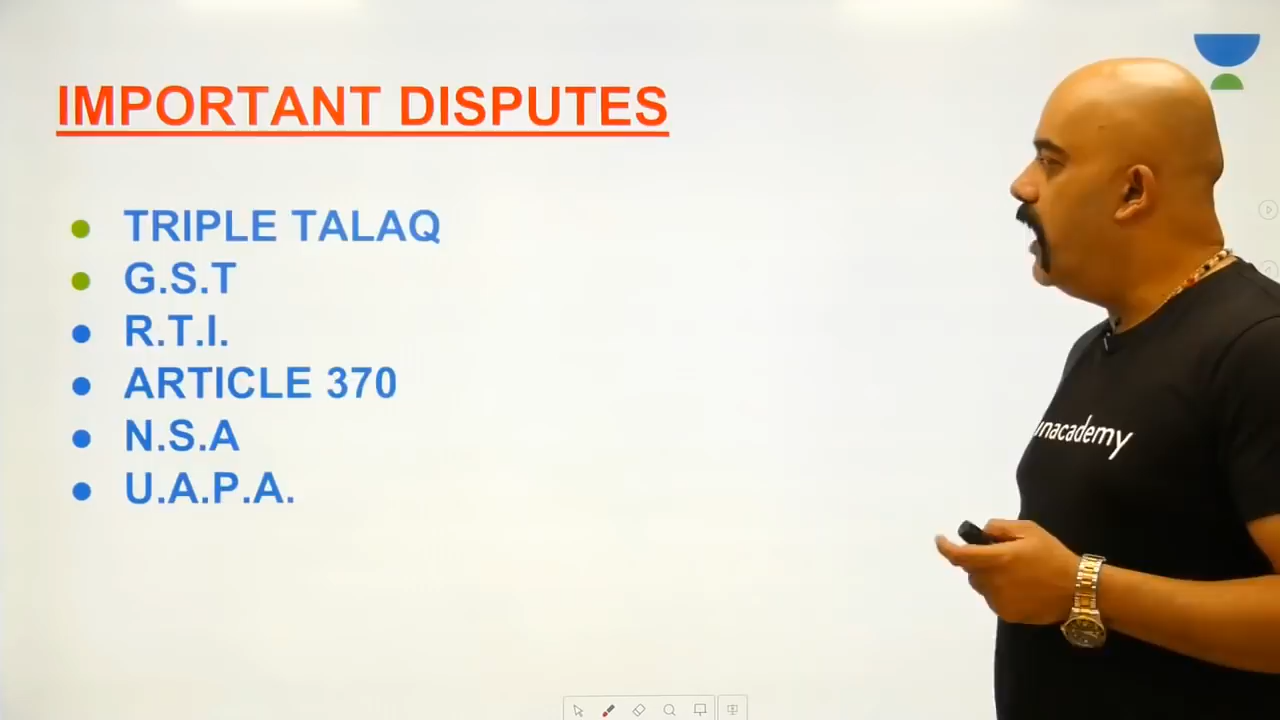 IMPORTANT DISPUTES
TRIPLE TALAQ
G.S.T
R.T.I.
ARTICLE 370
N.S.A
U.A.P.A.
unacademy